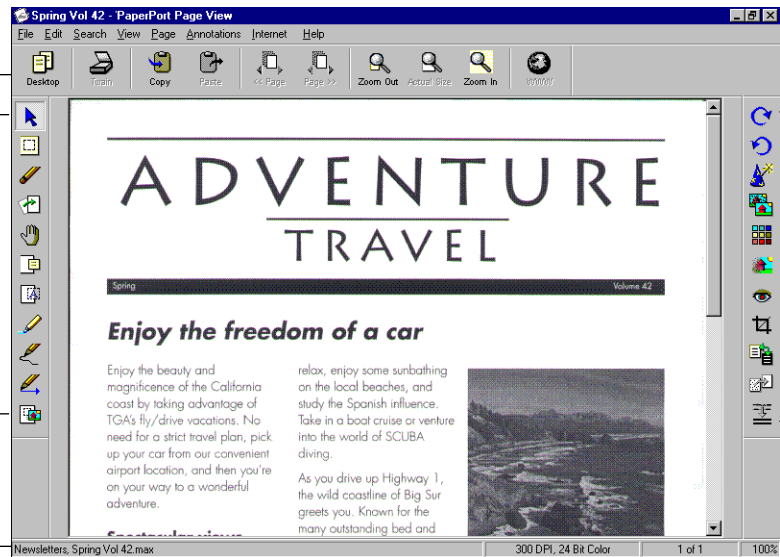 Spring Vol 42 - 'PaperPort Page View
File Edit Search View Page Annotations Internet Help
Desktop Twain Copy Paste << Page Page >> Zoom Out Actual Size Zoom In WWW
ADVENTURE
TRAVEL
Spring Volume 42
Enjoy the freedom of a car
Enjoy the beauty and
magnificence of the California
coast by taking advantage of
TGA's fly/drive vacations. No
need for a strict travel plan, pick
up your car from our convenient
airport location, and then you're
on your way to a wonderful
adventure.
Spectacular views
relax, enjoy some sunbathing
on the local beaches, and
study the Spanish influence.
Take in a boat cruise or venture
into the world of SCUBA
diving.
As you drive up Highway 1,
the wild coastline of Big Sur
greets you. Known for the
many outstanding bed and
Newsletters, Spring Vol 42.max 300 DPI, 24 Bit Color 1 of 1 100%